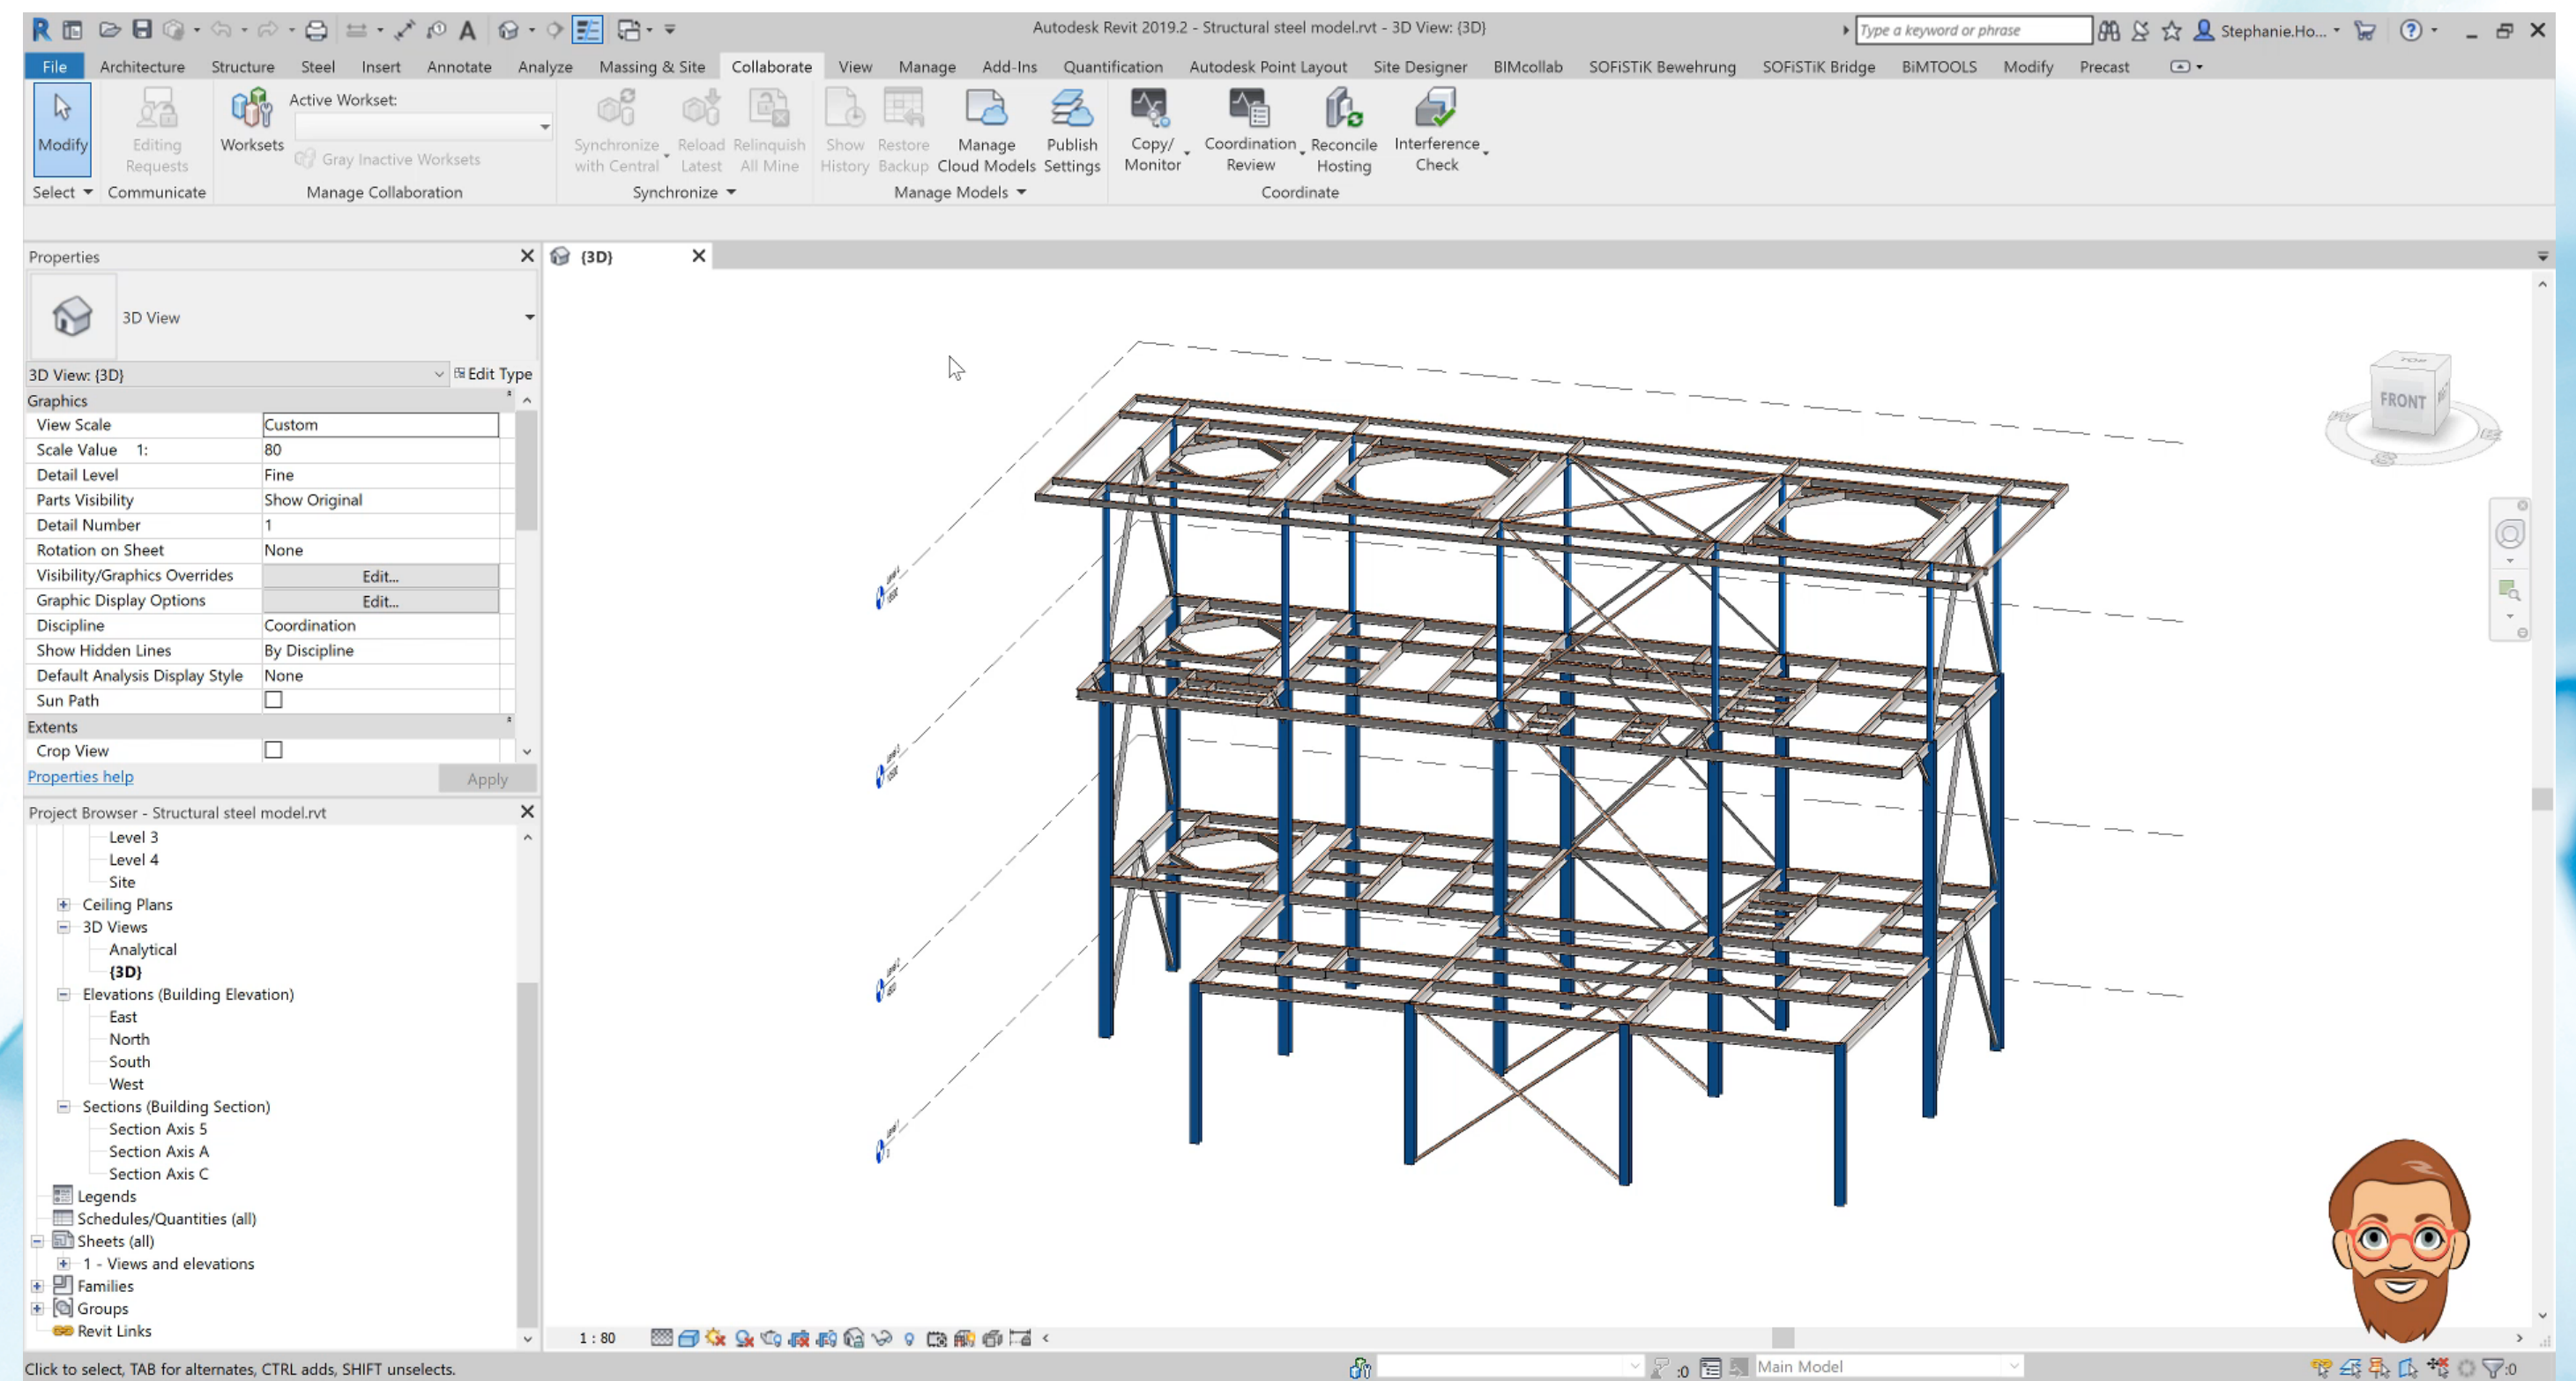 Autodesk Revit 2019.2 - Structural steel model.rvt - 3D View: {3D}
Type a keyword or phrase
Stephanie.Ho...
File Architecture Structure Steel Insert Annotate Analyze Massing & Site Collaborate View Manage Add-Ins Quantification Autodesk Point Layout Site Designer BIMcollab SOFiSTiK Bewehrung SOFiSTiK Bridge BiMTOOLS Modify Precast
Modify
Editing
Requests
Worksets
Active Workset:
Gray Inactive Worksets
Synchronize
with Central
Reload
Latest
Relinquish
All Mine
Show
History
Restore
Backup
Manage
Cloud Models
Publish
Settings
Copy/
Monitor
Coordination
Review
Reconcile
Hosting
Interference
Check
Select Communicate Manage Collaboration Synchronize Manage Models Coordinate
Properties
3D View
3D View: {3D} Edit Type
Graphics
View Scale Custom
Scale Value 1: 80
Detail Level Fine
Parts Visibility Show Original
Detail Number 1
Rotation on Sheet None
Visibility/Graphics Overrides Edit...
Graphic Display Options Edit...
Discipline Coordination
Show Hidden Lines By Discipline
Default Analysis Display Style None
Sun Path
Extents
Crop View
Properties help Apply
Project Browser - Structural steel model.rvt
Level 3
Level 4
Site
Ceiling Plans
3D Views
Analytical
{3D}
Elevations (Building Elevation)
East
North
South
West
Sections (Building Section)
Section Axis 5
Section Axis A
Section Axis C
Legends
Schedules/Quantities (all)
Sheets (all)
1 - Views and elevations
Families
Groups
Revit Links
{3D}
TOP
FRONT
S
1 : 80
Click to select, TAB for alternates, CTRL adds, SHIFT unselects.
:0
Main Model
:0